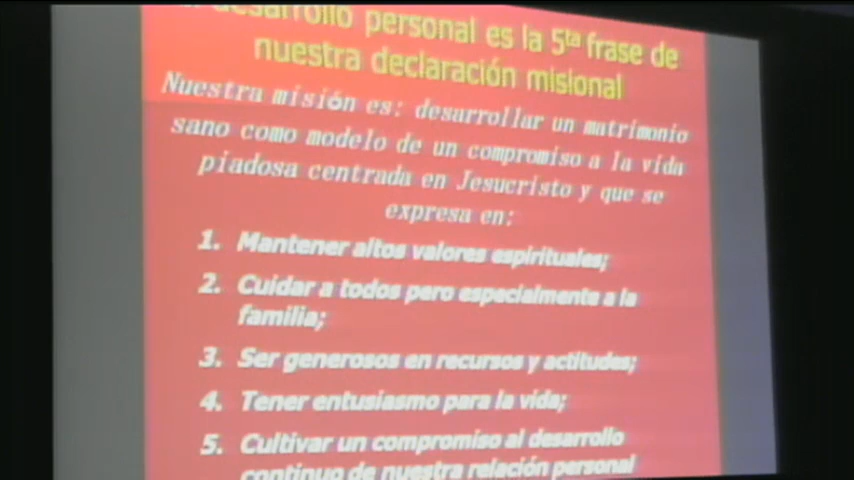 desarrollo personal es la 5ta frase de
nuestra declaración misional
Nuestra misión es: desarrollar un matrimonio
sano como modelo de un compromiso a la vida
piadosa centrada en Jesucristo y que se
expresa en:
1. Mantener altos valores espirituales;
2. Cuidar a todos pero especialmente a la
familia;
3. Ser generosos en recursos y actitudes;
4. Tener entusiasmo para la vida;
5. Cultivar un compromiso al desarrollo
continuo de nuestra relación personal